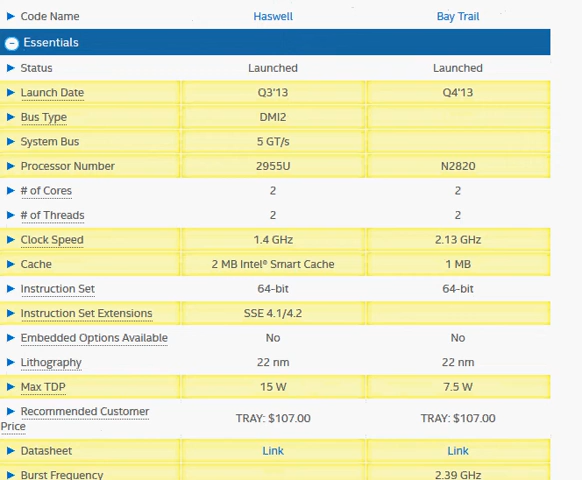 Code Name Haswell Bay Trail
Essentials
Status Launched Launched
Launch Date Q3'13 Q4'13
Bus Type DMI2
System Bus 5 GT/s
Processor Number 2955U N2820
# of Cores 2 2
# of Threads 2 2
Clock Speed 1.4 GHz 2.13 GHz
Cache 2 MB Intel® Smart Cache 1 MB
Instruction Set 64-bit 64-bit
Instruction Set Extensions SSE 4.1/4.2
Embedded Options Available No No
Lithography 22 nm 22 nm
Max TDP 15 W 7.5 W
Recommended Customer
Price TRAY: $107.00 TRAY: $107.00
Datasheet Link Link
Burst Frequency 2.39 GHz